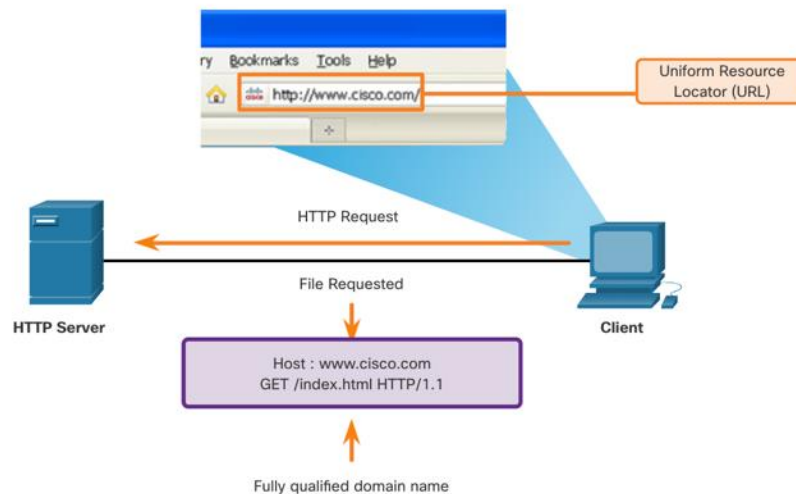 ry Bookmarks Tools Help
http://www.cisco.com/
Uniform Resource
Locator (URL)
HTTP Request
File Requested
HTTP Server
Client
Host : www.cisco.com
GET /index.html HTTP/1.1
Fully qualified domain name